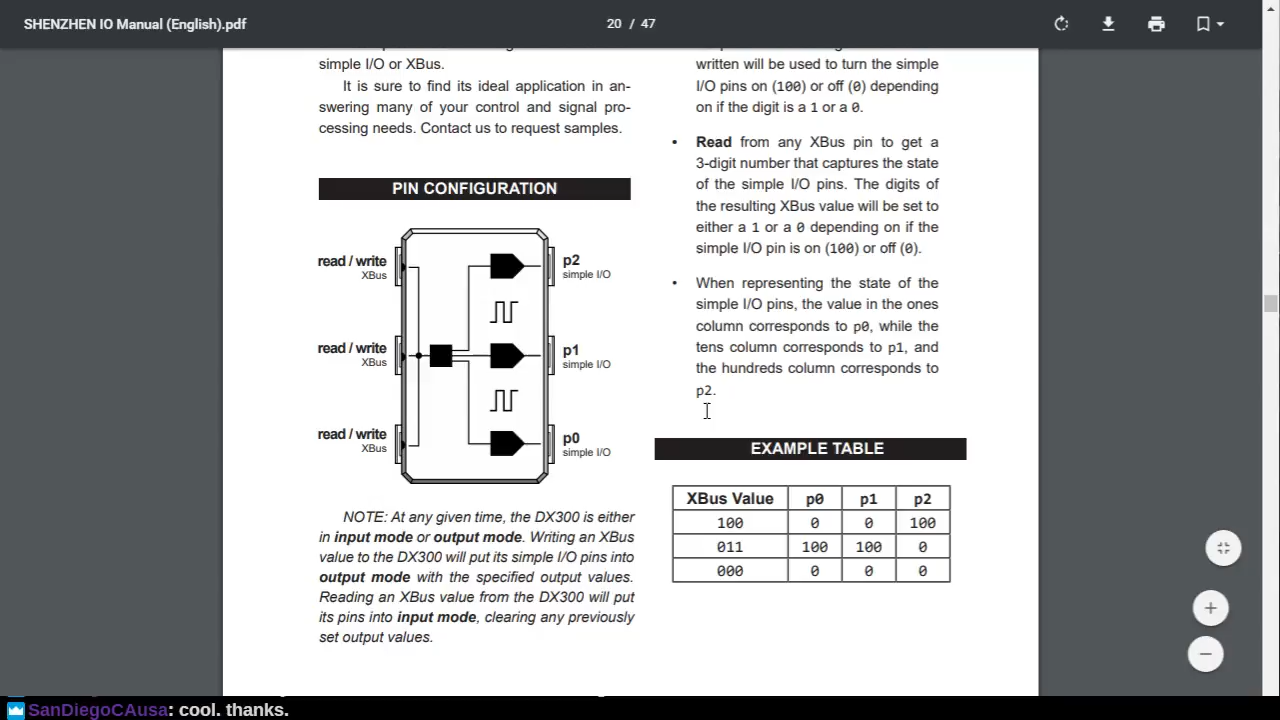 SHENZHEN IO Manual (English).pdf
20 / 47
simple I/O or XBus.
It is sure to find its ideal application in an-
swering many of your control and signal pro-
cessing needs. Contact us to request samples.
PIN CONFIGURATION
read / write
XBus
read / write
XBus
read / write
XBus
p2
simple I/O
p1
simple I/O
p0
simple I/O
NOTE: At any given time, the DX300 is either
in input mode or output mode. Writing an XBus
value to the DX300 will put its simple I/O pins into
output mode with the specified output values.
Reading an XBus value from the DX300 will put
its pins into input mode, clearing any previously
set output values.
written will be used to turn the simple
I/O pins on (100) or off (0) depending
on if the digit is a 1 or a 0.
• Read from any XBus pin to get a
3-digit number that captures the state
of the simple I/O pins. The digits of
the resulting XBus value will be set to
either a 1 or a 0 depending on if the
simple I/O pin is on (100) or off (0).
• When representing the state of the
simple I/O pins, the value in the ones
column corresponds to p0, while the
tens column corresponds to p1, and
the hundreds column corresponds to
p2.
EXAMPLE TABLE
XBus Value p0 p1 p2
100 0 0 100
011 100 100 0
000 0 0 0
SanDiegoCAusa: cool. thanks.